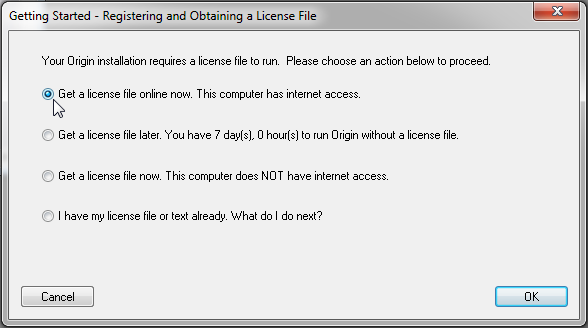 Getting Started - Registering and Obtaining a License File
Your Origin installation requires a license file to run.  Please choose an action below to proceed.
Get a license file online now. This computer has internet access.
Get a license file later. You have 7 day(s), 0 hour(s) to run Origin without a license file.
Get a license file now. This computer does NOT have internet access.
I have my license file or text already. What do I do next?
Cancel
OK